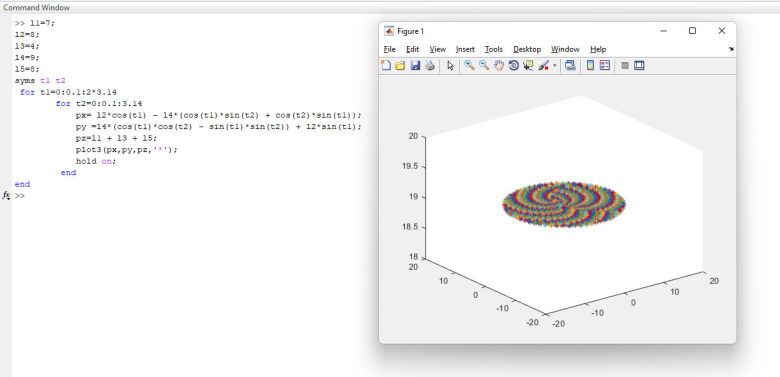 Command Window
>> l1=7;
l2=8;
l3=4;
l4=9;
l5=8;
syms t1 t2
for t1=0:0.1:2*3.14
for t2=0:0.1:3.14
px= l2*cos(t1) - l4*(cos(t1)*sin(t2) + cos(t2)*sin(t1));
py =l4*(cos(t1)*cos(t2) - sin(t1)*sin(t2)) + l2*sin(t1);
pz=l1 + l3 + l5;
plot3(px,py,pz,'*');
hold on;
end
end
fx >>
Figure 1
File Edit View Insert Tools Desktop Window Help
20
19.5
19
18.5
18
20
10
0
-10
-20
-20
-10
0
10
20